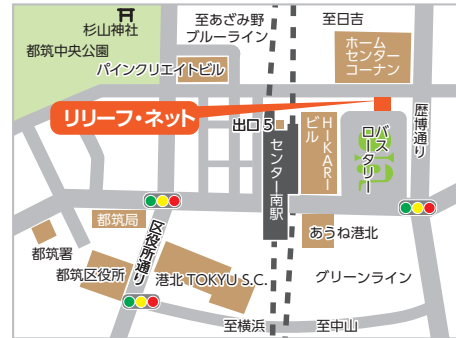 杉山神社
都筑中央公園
至あざみ野
ブルーライン
至日吉
ホーム
センター
コーナン
パインクリエイトビル
リリーフ・ネット
出口 5
HIKARI
ビル
バス
ロータリー
歴博通り
センター南駅
都筑局
区役所通り
あうね港北
都筑署
都筑区役所
港北 TOKYU S.C.
グリーンライン
至横浜
至中山